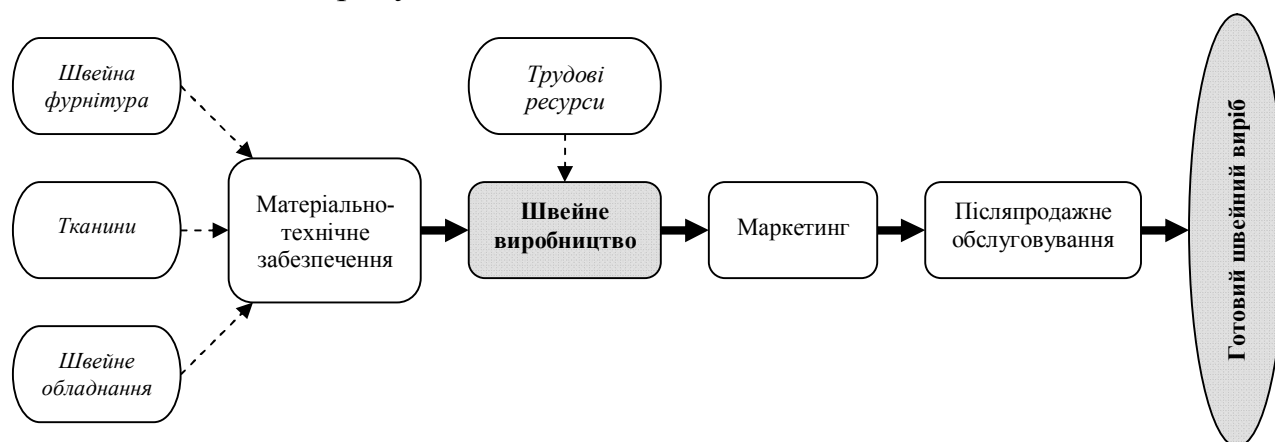 Швейна
фурнітура
Тканини
Швейне
обладнання
Матеріально-
технічне
забезпечення
Трудові
ресурси
Швейне
виробництво
Маркетинг
Післяпродажне
обслуговування
Готовий швейний виріб